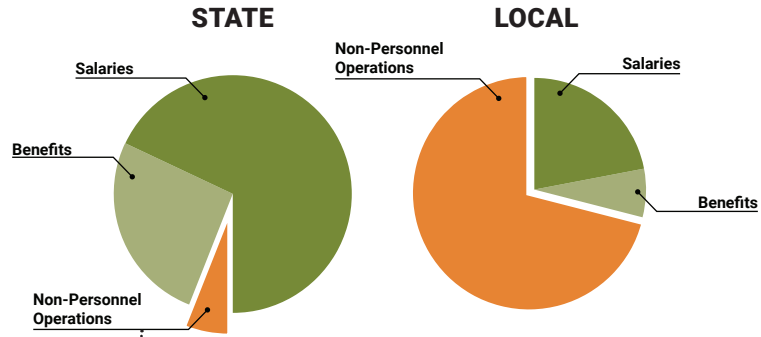 STATE
Salaries
Benefits
Non-Personnel
Operations
LOCAL
Non-Personnel
Operations
Salaries
Benefits